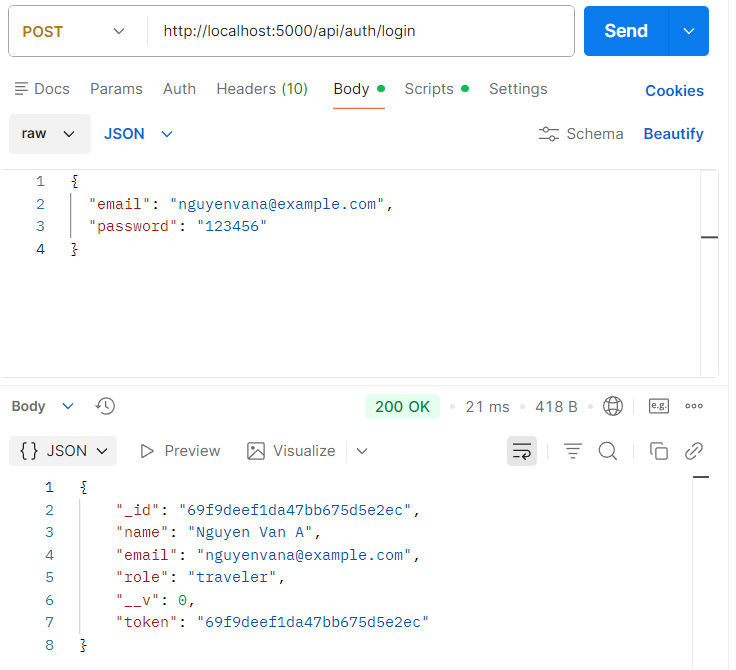 POST http://localhost:5000/api/auth/login Send
Docs Params Auth Headers (10) Body Scripts Settings Cookies
raw JSON Schema Beautify
1 {
2 "email": "nguyenvana@example.com",
3 "password": "123456"
4 }
Body 200 OK 21 ms 418 B e.g.
{} JSON Preview Visualize
1 {
2 "_id": "69f9deef1da47bb675d5e2ec",
3 "name": "Nguyen Van A",
4 "email": "nguyenvana@example.com",
5 "role": "traveler",
6 "__v": 0,
7 "token": "69f9deef1da47bb675d5e2ec"
8 }